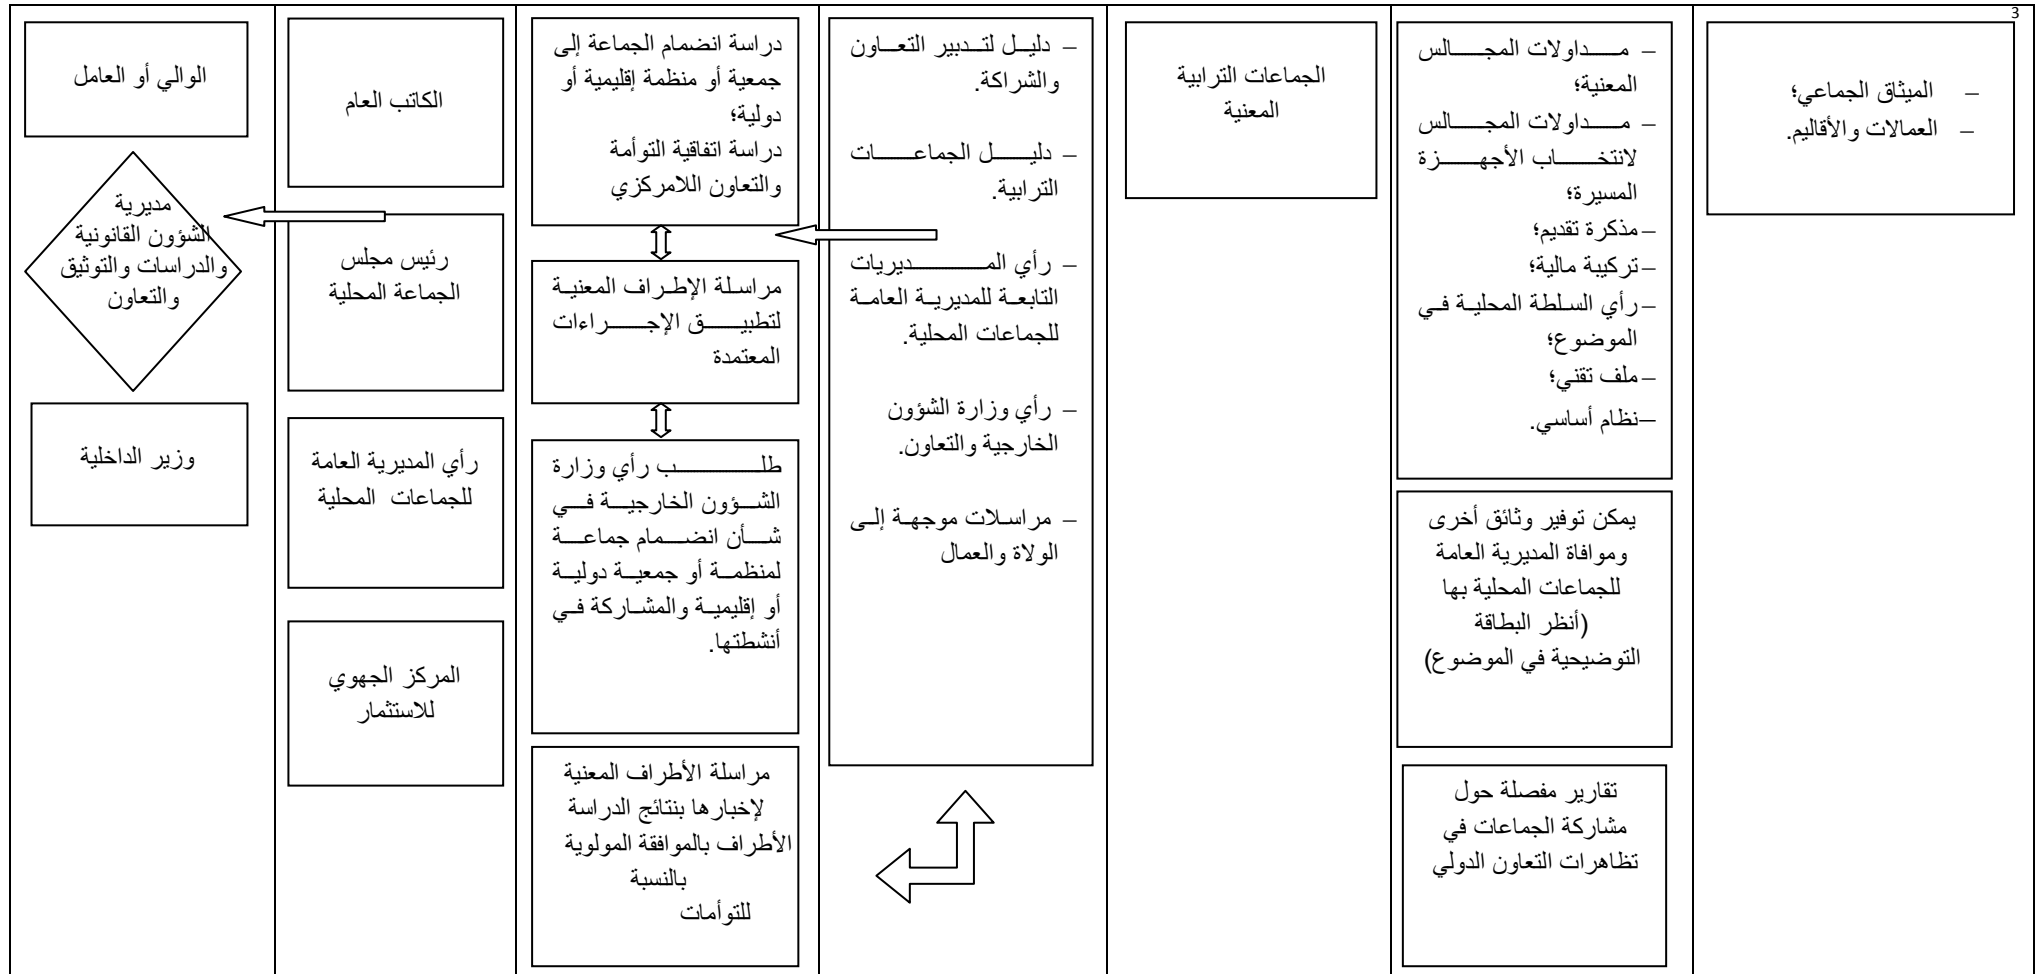 3
– الميثاق الجماعي؛
– العمالات والأقاليم.
– مداولات المجالس
المعنية؛
– مداولات المجالس
لانتخاب الأجهزة
المسيرة؛
– مذكرة تقديم؛
– تركيبة مالية؛
– رأي السلطة المحلية في
الموضوع؛
– ملف تقني؛
– نظام أساسي.
يمكن توفير وثائق أخرى
وموافاة المديرية العامة
للجماعات المحلية بها
(أنظر البطاقة
التوضيحية في الموضوع)
تقارير مفصلة حول
مشاركة الجماعات في
تظاهرات التعاون الدولي
الجماعات الترابية
المعنية
– دليل لتدبير التعاون
والشراكة.
– دليل الجماعات
الترابية.
– رأي المديريات
التابعة للمديرية العامة
للجماعات المحلية.
– رأي وزارة الشؤون
الخارجية والتعاون.
– مراسلات موجهة إلى
الولاة والعمال
دراسة انضمام الجماعة إلى
جمعية أو منظمة إقليمية أو
دولية؛
دراسة اتفاقية التوأمة
والتعاون اللامركزي
مراسلة الإطراف المعنية
لتطبيق الإجراءات
المعتمدة
طلب رأي وزارة
الشؤون الخارجية في
شأن انضمام جماعة
لمنظمة أو جمعية دولية
أو إقليمية والمشاركة في
أنشطتها.
مراسلة الأطراف المعنية
لإخبارها بنتائج الدراسة
الأطراف بالموافقة المولوية
بالنسبة
للتوأمات
الكاتب العام
رئيس مجلس
الجماعة المحلية
رأي المديرية العامة
للجماعات المحلية
المركز الجهوي
للاستثمار
الوالي أو العامل
مديرية
الشؤون القانونية
والدراسات والتوثيق
والتعاون
وزير الداخلية